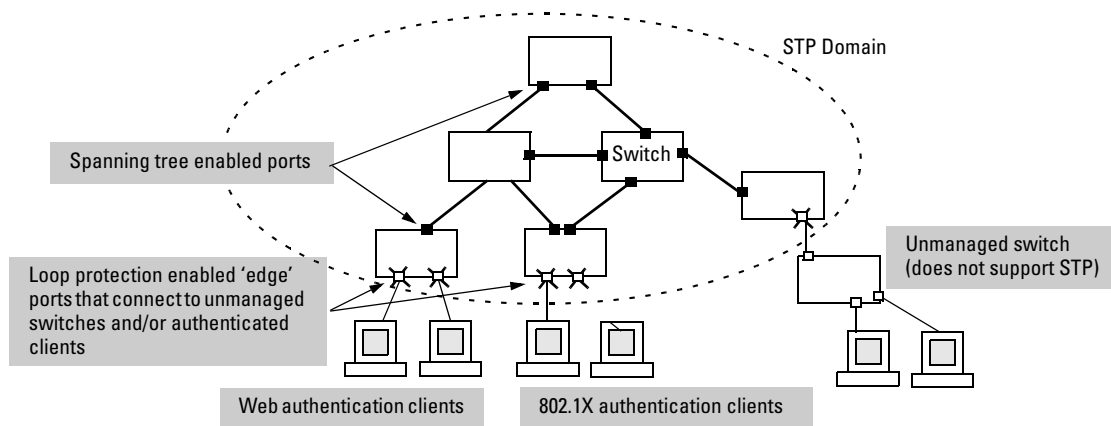 STP Domain
Spanning tree enabled ports
Switch
Loop protection enabled ‘edge’
ports that connect to unmanaged
switches and/or authenticated
clients
Unmanaged switch
(does not support STP)
Web authentication clients
802.1X authentication clients